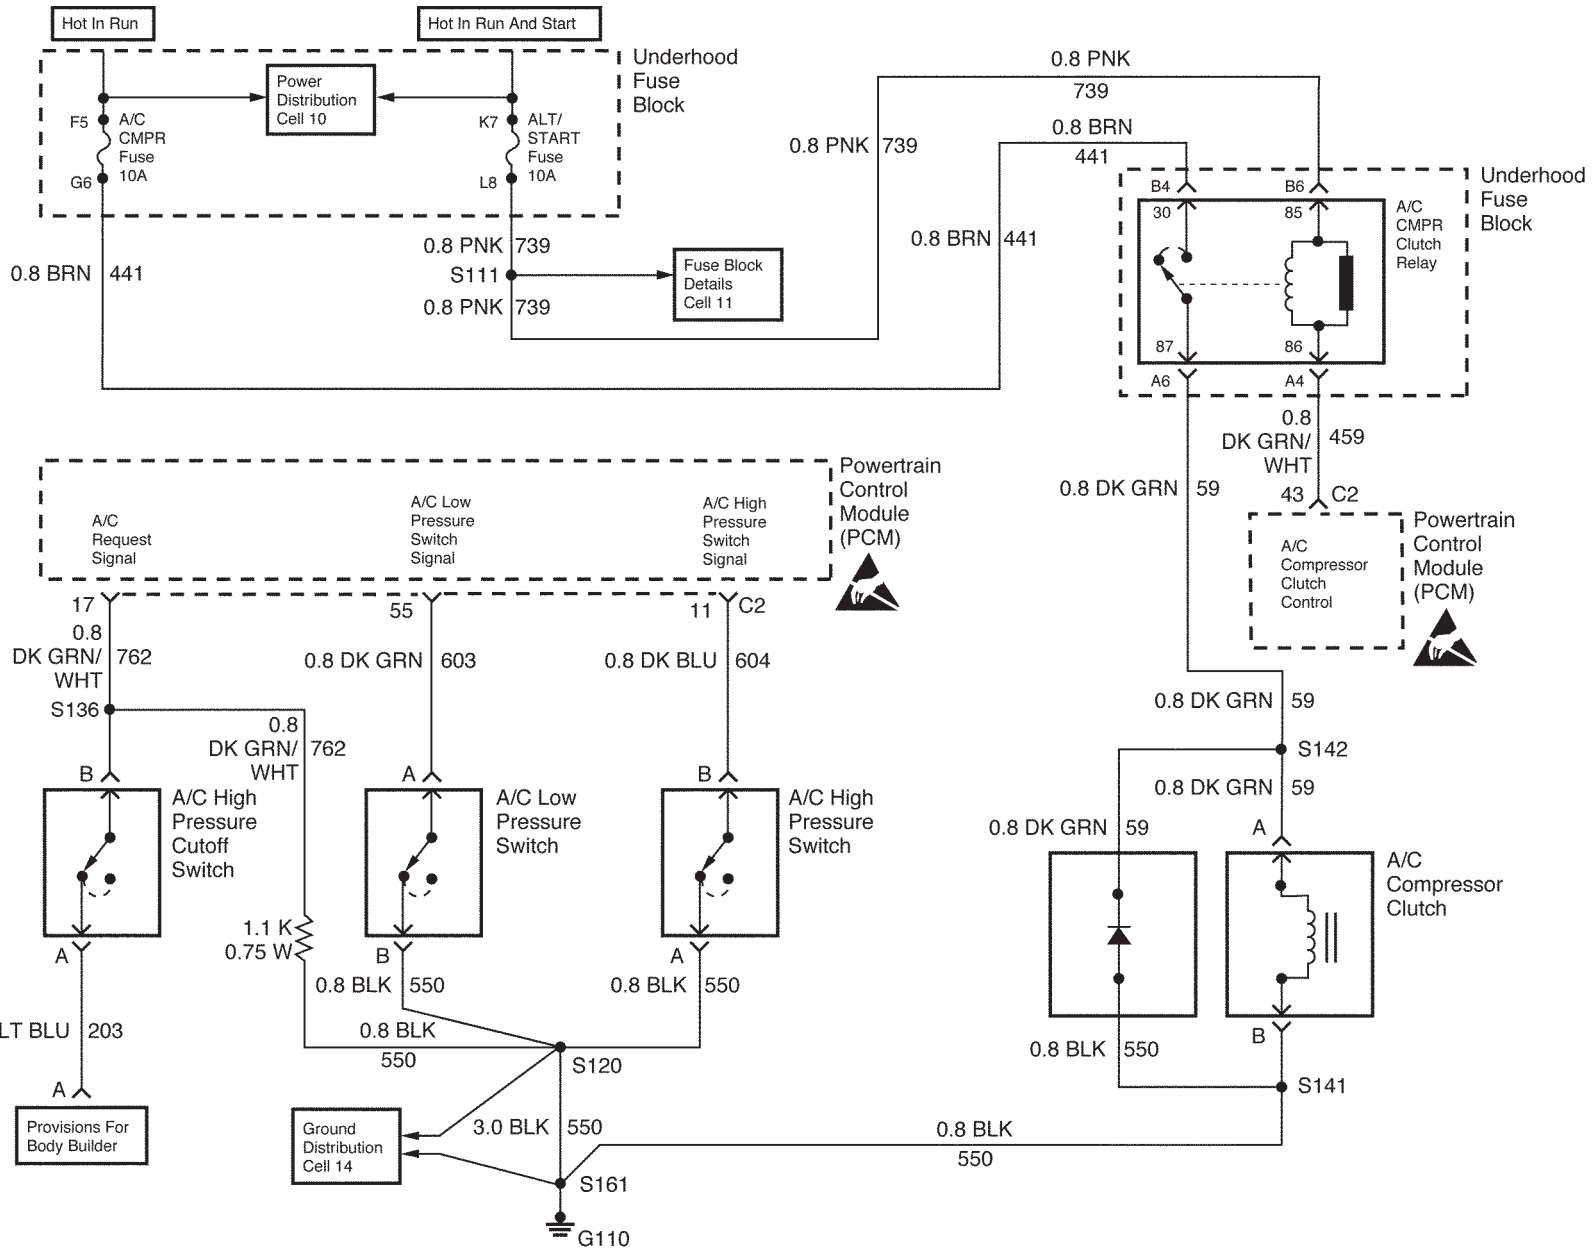 Hot In Run
Hot In Run And Start
Underhood
Fuse
Block
Power
Distribution
Cell 10
F5
A/C
CMPR
Fuse
10A
G6
K7
ALT/
START
Fuse
10A
L8
0.8 PNK 739
S111
0.8 PNK 739
Fuse Block
Details
Cell 11
0.8 BRN 441
0.8 PNK
739
0.8 PNK 739
0.8 BRN
441
0.8 BRN 441
Underhood
Fuse
Block
B4
B6
30
85
A/C
CMPR
Clutch
Relay
87
86
A6
A4
0.8
DK GRN/
WHT
459
0.8 DK GRN 59
43
C2
Powertrain
Control
Module
(PCM)
A/C
Compressor
Clutch
Control
Powertrain
Control
Module
(PCM)
A/C
Request
Signal
A/C Low
Pressure
Switch
Signal
A/C High
Pressure
Switch
Signal
17
55
11
C2
0.8
DK GRN/
WHT
762
0.8 DK GRN 603
0.8 DK BLU 604
S136
0.8
DK GRN/
WHT
762
B
A
B
A/C High
Pressure
Cutoff
Switch
A/C Low
Pressure
Switch
A/C High
Pressure
Switch
1.1 K
0.75 W
A
B
A
0.8 BLK 550
0.8 BLK 550
LT BLU 203
0.8 BLK
550
S120
A
Provisions For
Body Builder
Ground
Distribution
Cell 14
3.0 BLK 550
S161
G110
0.8 DK GRN 59
S142
0.8 DK GRN 59
0.8 DK GRN 59
A
A/C
Compressor
Clutch
B
0.8 BLK 550
S141
0.8 BLK
550